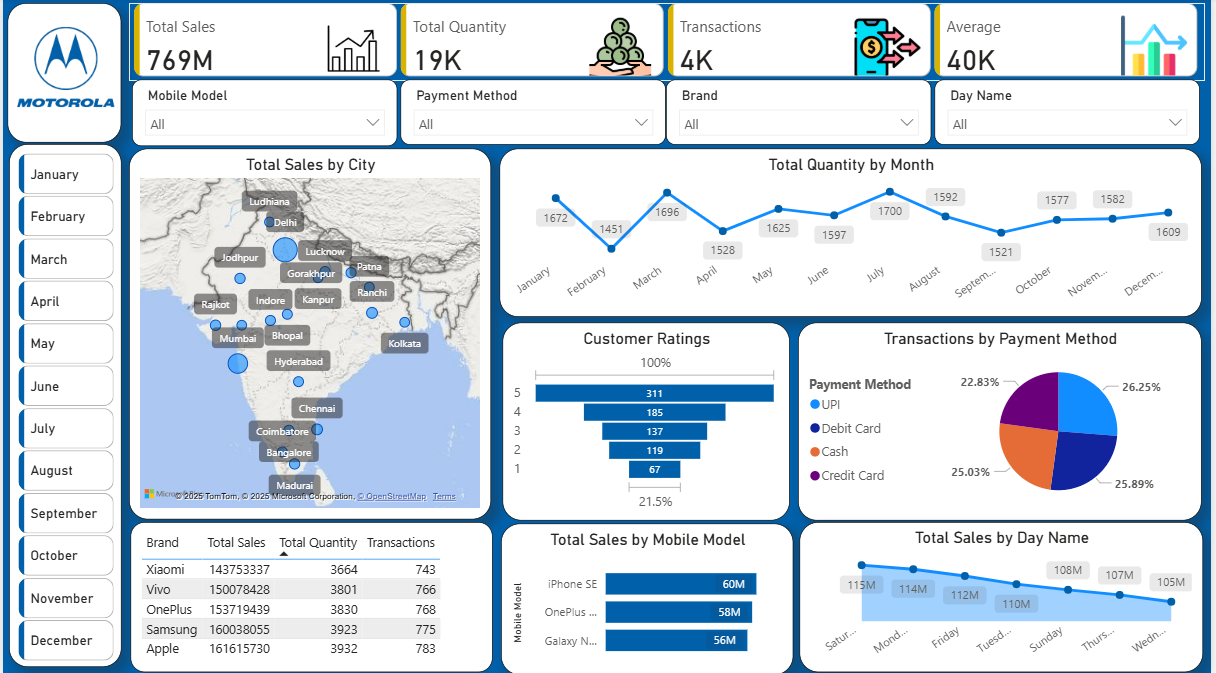 MOTOROLA
Total Sales
769M
Total Quantity
19K
Transactions
4K
Average
40K
Mobile Model
All
Payment Method
All
Brand
All
Day Name
All
January
February
March
April
May
June
July
August
September
October
November
December
Total Sales by City
Ludhiana
Delhi
Lucknow
Jodhpur
Gorakhpur
Patna
Ranchi
Rajkot
Indore
Kanpur
Mumbai
Bhopal
Kolkata
Hyderabad
Chennai
Coimbatore
Bangalore
Madurai
© 2025 TomTom, © 2025 Microsoft Corporation, © OpenStreetMap Terms
Total Quantity by Month
1672
1451
1696
1528
1625
1597
1700
1592
1521
1577
1582
1609
January
February
March
April
May
June
July
August
Septem...
October
Novem...
Decem...
Customer Ratings
100%
5 311
4 185
3 137
2 119
1 67
21.5%
Transactions by Payment Method
Payment Method
UPI
Debit Card
Cash
Credit Card
22.83%
26.25%
25.03%
25.89%
Brand Total Sales Total Quantity Transactions
Xiaomi 143753337 3664 743
Vivo 150078428 3801 766
OnePlus 153719439 3830 768
Samsung 160038055 3923 775
Apple 161615730 3932 783
Total Sales by Mobile Model
Mobile Model
iPhone SE 60M
OnePlus ... 58M
Galaxy N... 56M
Total Sales by Day Name
115M
114M
112M
110M
108M
107M
105M
Satur...
Mond...
Friday
Tuesd...
Sunday
Thurs...
Wedn...